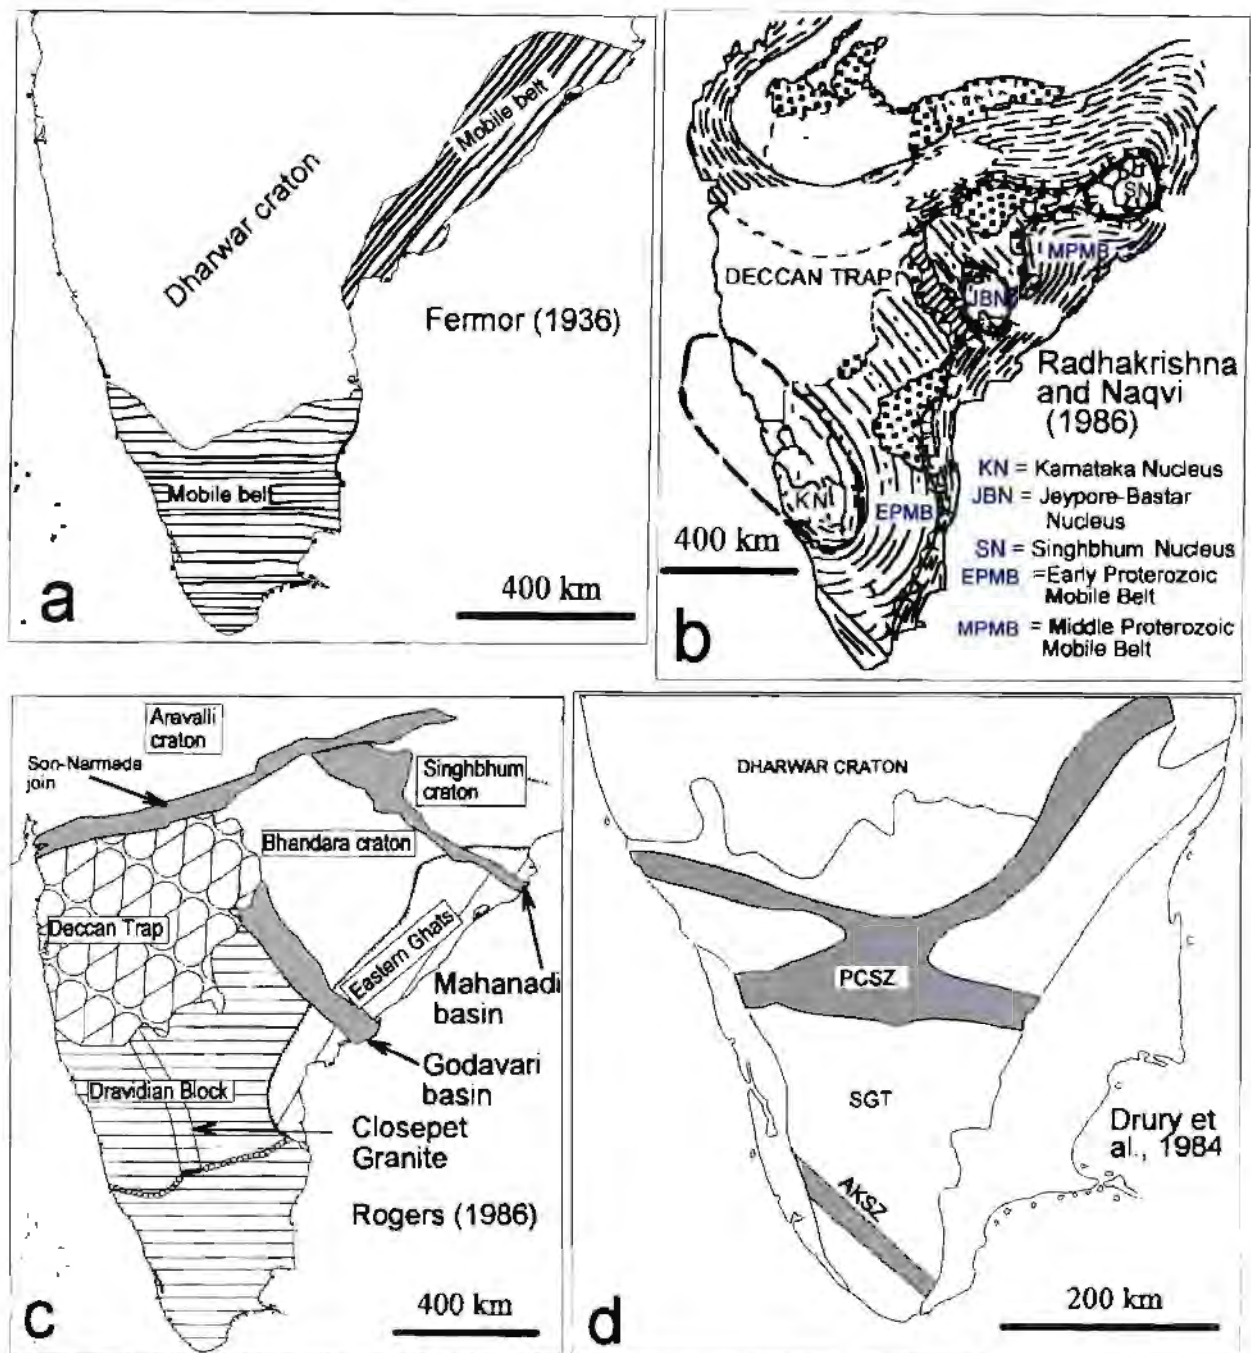 Mobile belt
Dharwar craton
Fermor (1936)
Mobile belt
a
400 km
SN
MPMB
DECCAN TRAP
JBN
Radhakrishna
and Naqvi
(1986)
KN
EPMB
400 km
KN = Karnataka Nucleus
JBN = Jeypore-Bastar
Nucleus
SN = Singhbhum Nucleus
EPMB =Early Proterozoic
Mobile Belt
MPMB = Middle Proterozoic
Mobile Belt
b
Aravalli
craton
Son-Narmada
join
Singhbhum
craton
Bhandara craton
Deccan Trap
Eastern Ghats
Mahanadi
basin
Godavari
basin
Dravidian Block
Closepet
Granite
Rogers (1986)
c
400 km
DHARWAR CRATON
PCSZ
SGT
Drury et
al., 1984
AKSZ
d
200 km